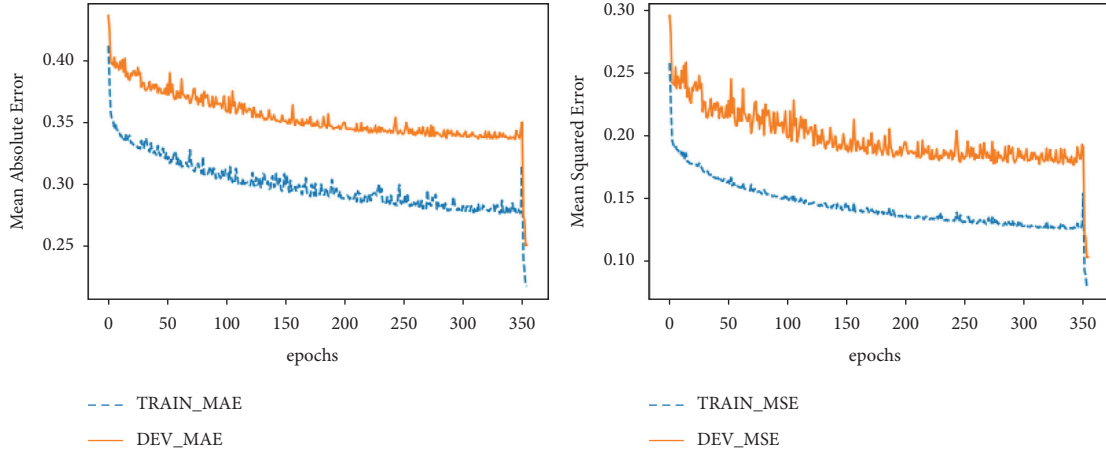 Mean Absolute Error
0.40
0.35
0.30
0.25
0 50 100 150 200 250 300 350
epochs
TRAIN_MAE
DEV_MAE
Mean Squared Error
0.30
0.25
0.20
0.15
0.10
0 50 100 150 200 250 300 350
epochs
TRAIN_MSE
DEV_MSE